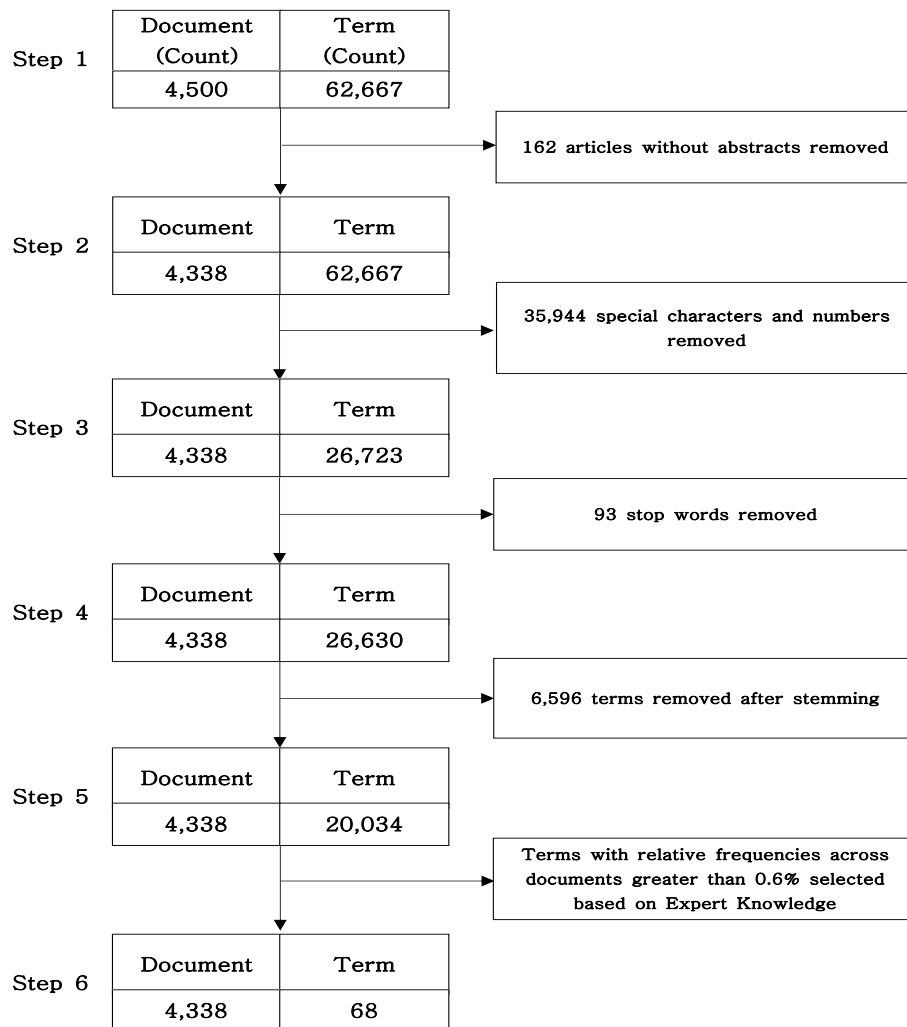 Step 1
Document
(Count)
Term
(Count)
4,500
62,667
162 articles without abstracts removed
Step 2
Document
Term
4,338
62,667
35,944 special characters and numbers
removed
Step 3
Document
Term
4,338
26,723
93 stop words removed
Step 4
Document
Term
4,338
26,630
6,596 terms removed after stemming
Step 5
Document
Term
4,338
20,034
Terms with relative frequencies across
documents greater than 0.6% selected
based on Expert Knowledge
Step 6
Document
Term
4,338
68